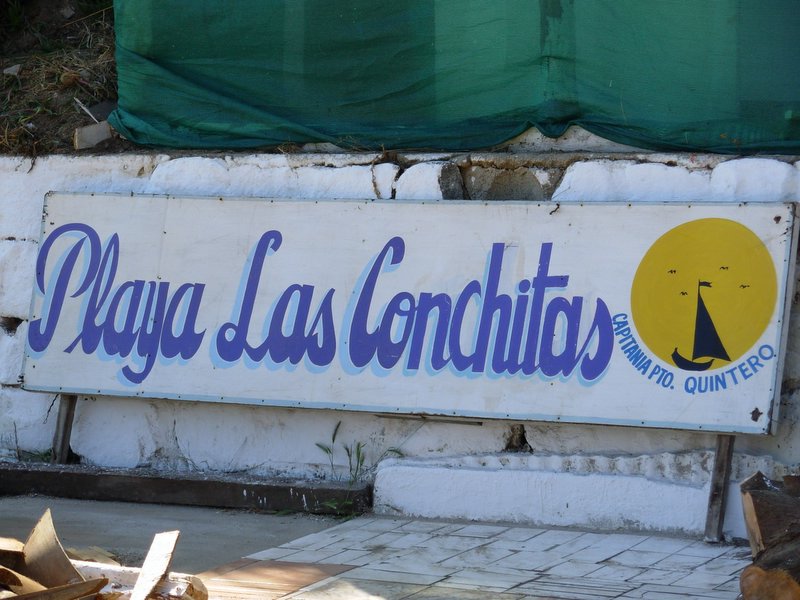 Playa Las Conchitas
CAPITANIA PTO. QUINTERO.